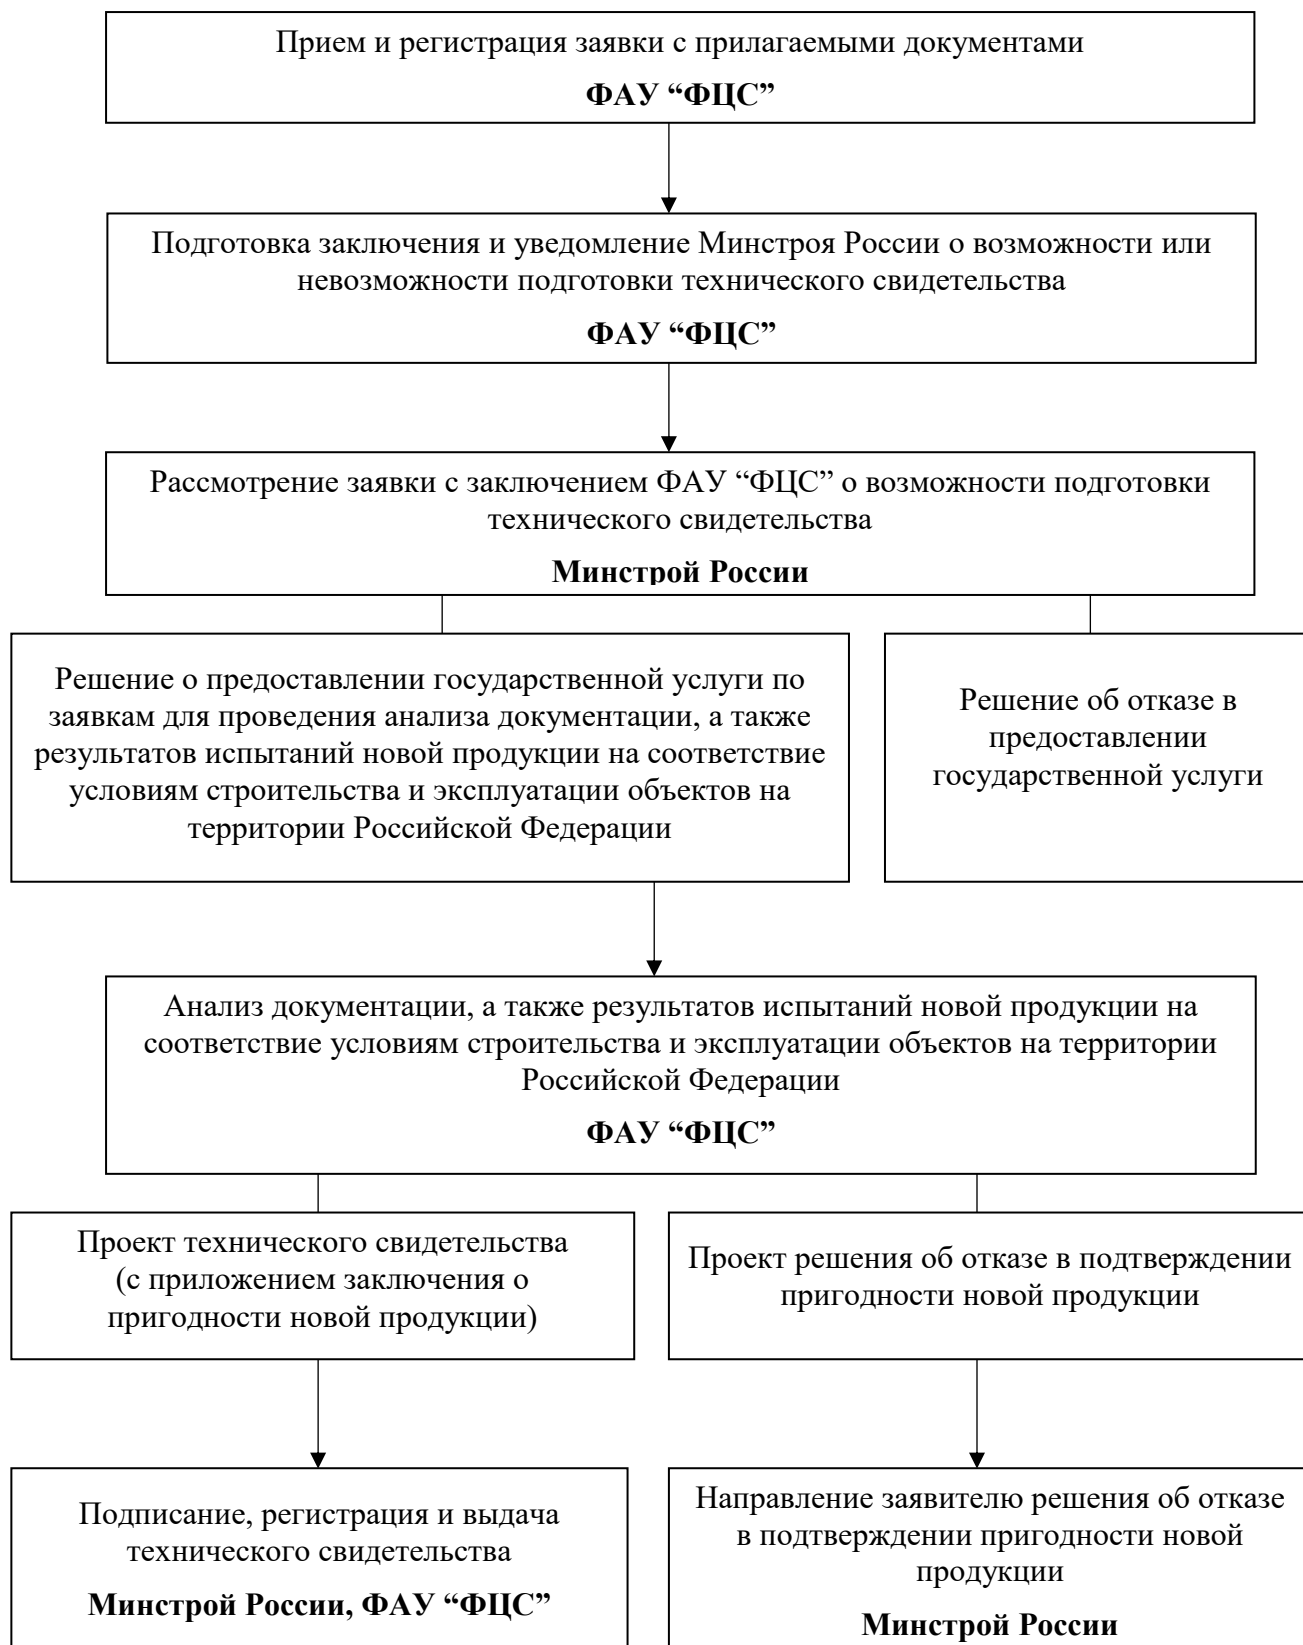 Прием и регистрация заявки с прилагаемыми документами
ФАУ “ФЦС”
Подготовка заключения и уведомление Минстроя России о возможности или
невозможности подготовки технического свидетельства
ФАУ “ФЦС”
Рассмотрение заявки с заключением ФАУ “ФЦС” о возможности подготовки
технического свидетельства
Минстрой России
Решение о предоставлении государственной услуги по
заявкам для проведения анализа документации, а также
результатов испытаний новой продукции на соответствие
условиям строительства и эксплуатации объектов на
территории Российской Федерации
Решение об отказе в
предоставлении
государственной услуги
Анализ документации, а также результатов испытаний новой продукции на
соответствие условиям строительства и эксплуатации объектов на территории
Российской Федерации
ФАУ “ФЦС”
Проект технического свидетельства
(с приложением заключения о
пригодности новой продукции)
Проект решения об отказе в подтверждении
пригодности новой продукции
Подписание, регистрация и выдача
технического свидетельства
Минстрой России, ФАУ “ФЦС”
Направление заявителю решения об отказе
в подтверждении пригодности новой
продукции
Минстрой России